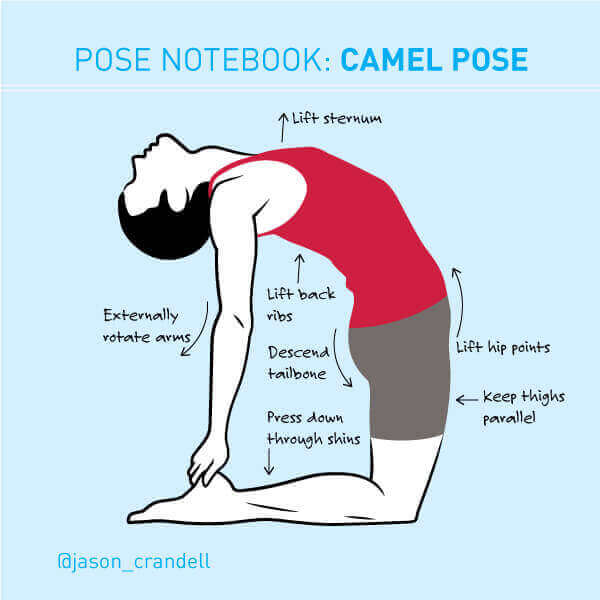 POSE NOTEBOOK: CAMEL POSE
Lift sternum
Lift back
ribs
Externally
rotate arms
Lift hip points
Descend
tailbone
Keep thighs
parallel
Press down
through shins
@jason_crandell